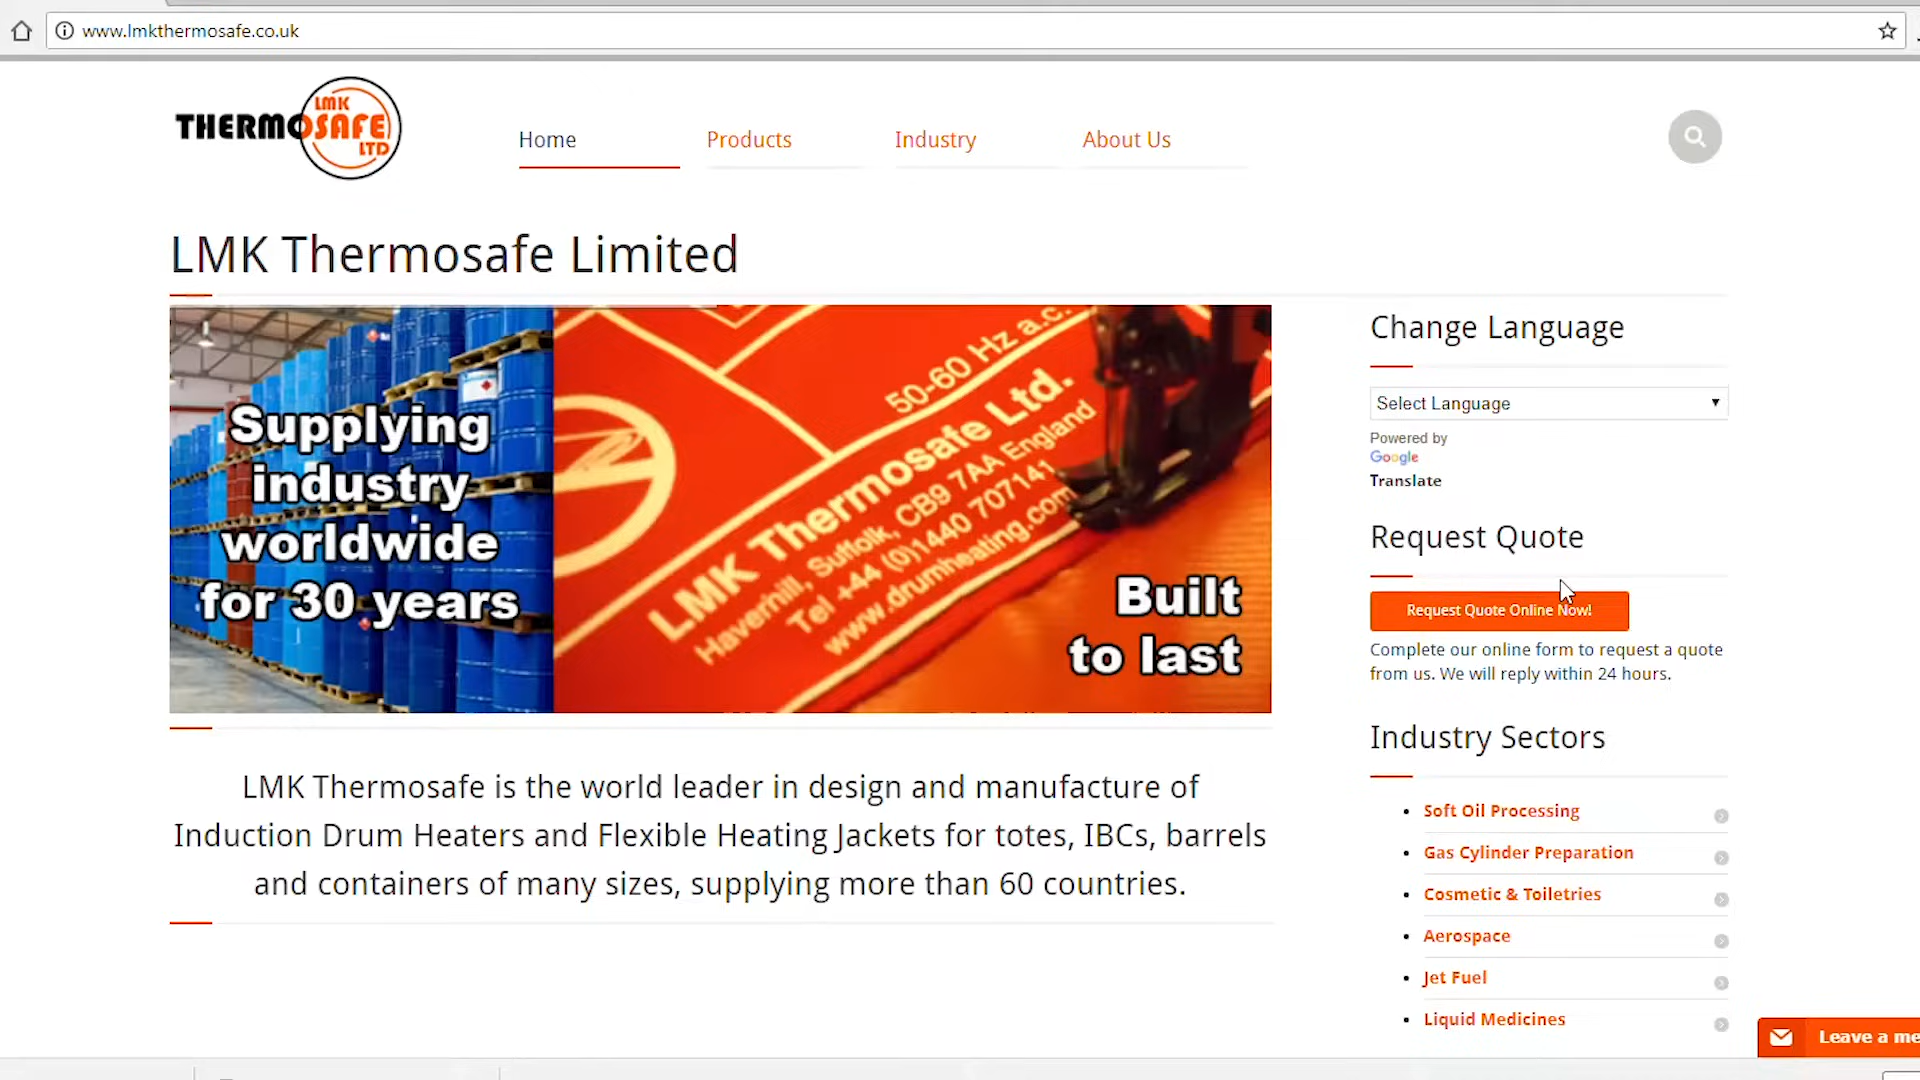 www.lmkthermosafe.co.uk
THERMOSAFE
LMK
LTD
Home
Products
Industry
About Us
LMK Thermosafe Limited
Supplying
industry
worldwide
for 30 years
50-60 Hz a.c.
LMK Thermosafe Ltd.
Haverhill, Suffolk, CB9 7AA England
Tel +44 (0)1440 707141
www.drumheating.com
Built
to last
LMK Thermosafe is the world leader in design and manufacture of
Induction Drum Heaters and Flexible Heating Jackets for totes, IBCs, barrels
and containers of many sizes, supplying more than 60 countries.
Change Language
Select Language
Powered by
Google
Translate
Request Quote
Request Quote Online Now!
Complete our online form to request a quote
from us. We will reply within 24 hours.
Industry Sectors
Soft Oil Processing
Gas Cylinder Preparation
Cosmetic & Toiletries
Aerospace
Jet Fuel
Liquid Medicines
Leave a me